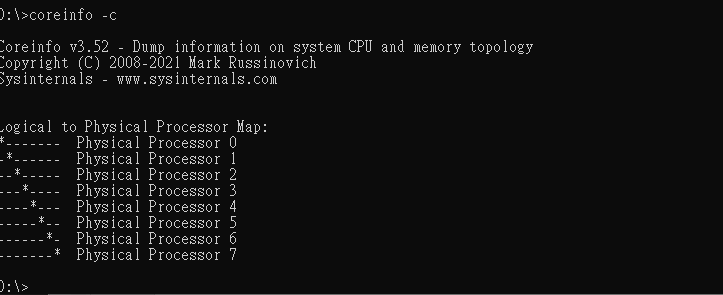 D:\>coreinfo -c
Coreinfo v3.52 - Dump information on system CPU and memory topology
Copyright (C) 2008-2021 Mark Russinovich
Sysinternals - www.sysinternals.com
Logical to Physical Processor Map:
*-------  Physical Processor 0
-*------  Physical Processor 1
--*-----  Physical Processor 2
---*----  Physical Processor 3
----*---  Physical Processor 4
-----*--  Physical Processor 5
------*-  Physical Processor 6
-------*  Physical Processor 7
D:\>